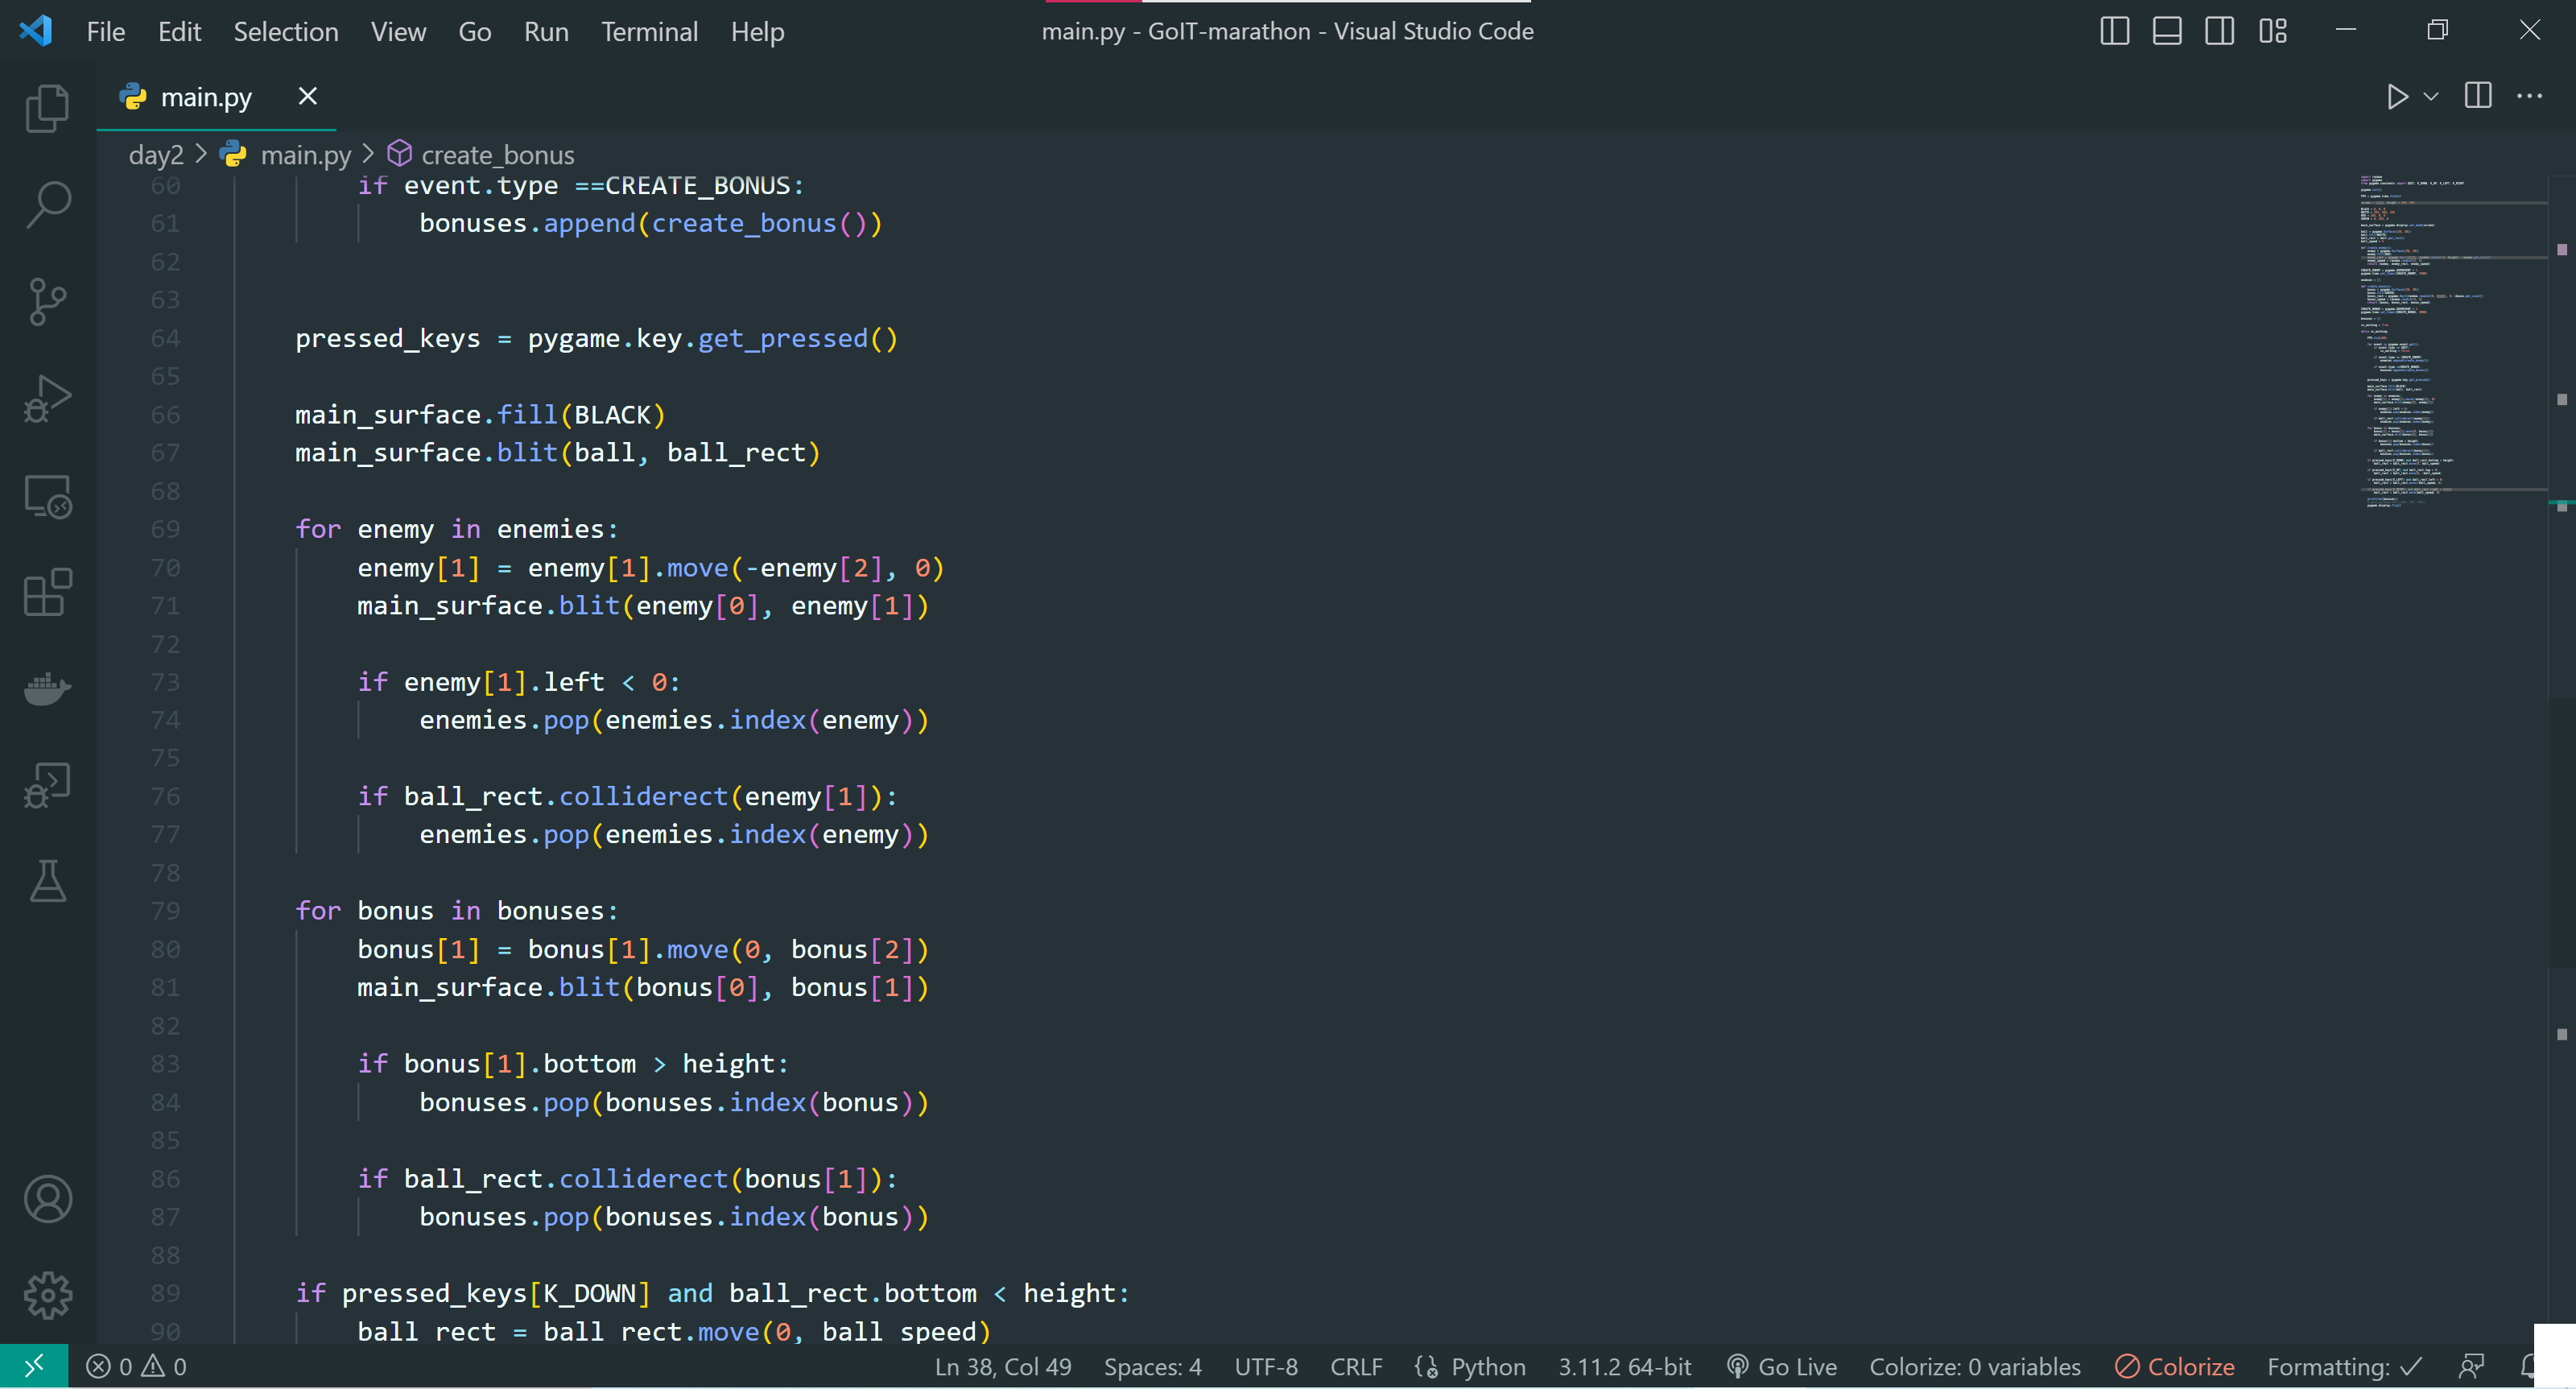 File Edit Selection View Go Run Terminal Help
main.py - GoIT-marathon - Visual Studio Code
main.py
day2 > main.py > create_bonus
60 if event.type ==CREATE_BONUS:
61 bonuses.append(create_bonus())
62
63
64 pressed_keys = pygame.key.get_pressed()
65
66 main_surface.fill(BLACK)
67 main_surface.blit(ball, ball_rect)
68
69 for enemy in enemies:
70 enemy[1] = enemy[1].move(-enemy[2], 0)
71 main_surface.blit(enemy[0], enemy[1])
72
73 if enemy[1].left < 0:
74 enemies.pop(enemies.index(enemy))
75
76 if ball_rect.colliderect(enemy[1]):
77 enemies.pop(enemies.index(enemy))
78
79 for bonus in bonuses:
80 bonus[1] = bonus[1].move(0, bonus[2])
81 main_surface.blit(bonus[0], bonus[1])
82
83 if bonus[1].bottom > height:
84 bonuses.pop(bonuses.index(bonus))
85
86 if ball_rect.colliderect(bonus[1]):
87 bonuses.pop(bonuses.index(bonus))
88
89 if pressed_keys[K_DOWN] and ball_rect.bottom < height:
90 ball_rect = ball_rect.move(0, ball_speed)
0 0 Ln 38, Col 49 Spaces: 4 UTF-8 CRLF Python 3.11.2 64-bit Go Live Colorize: 0 variables Colorize Formatting: ✓